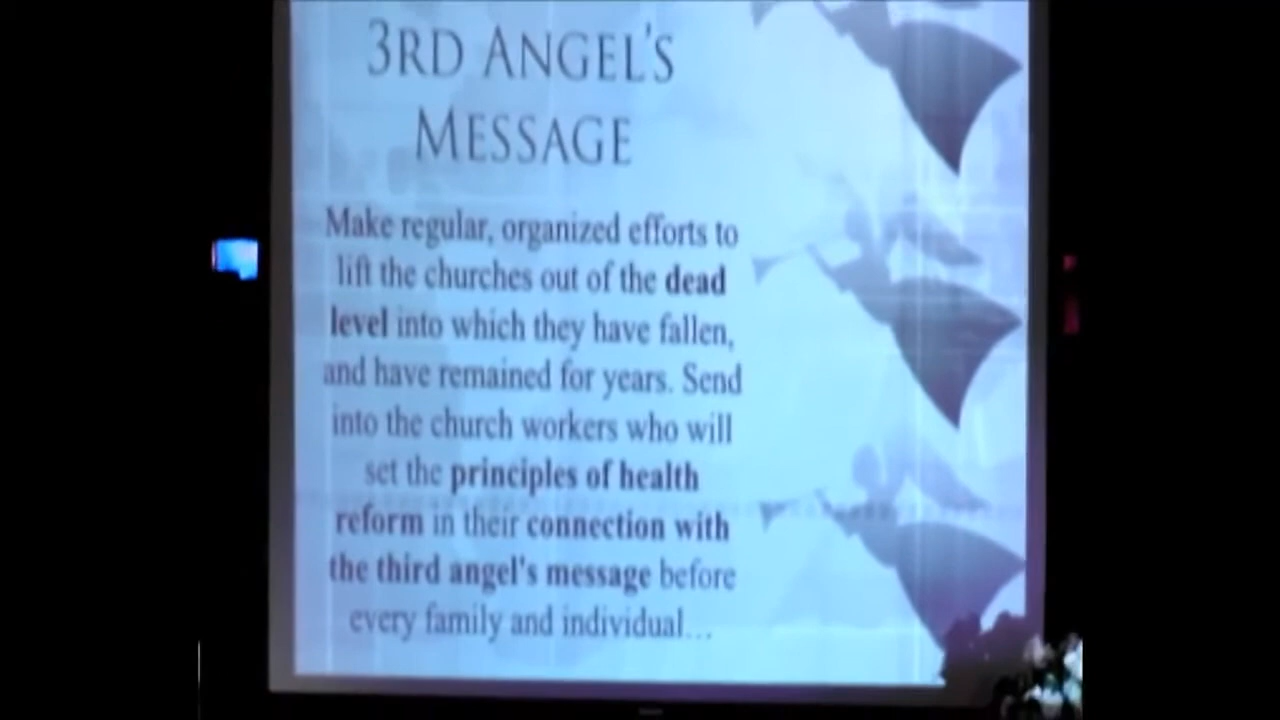 3RD ANGEL'S
MESSAGE
Make regular, organized efforts to
lift the churches out of the dead
level into which they have fallen,
and have remained for years. Send
into the church workers who will
set the principles of health
reform in their connection with
the third angel's message before
every family and individual...